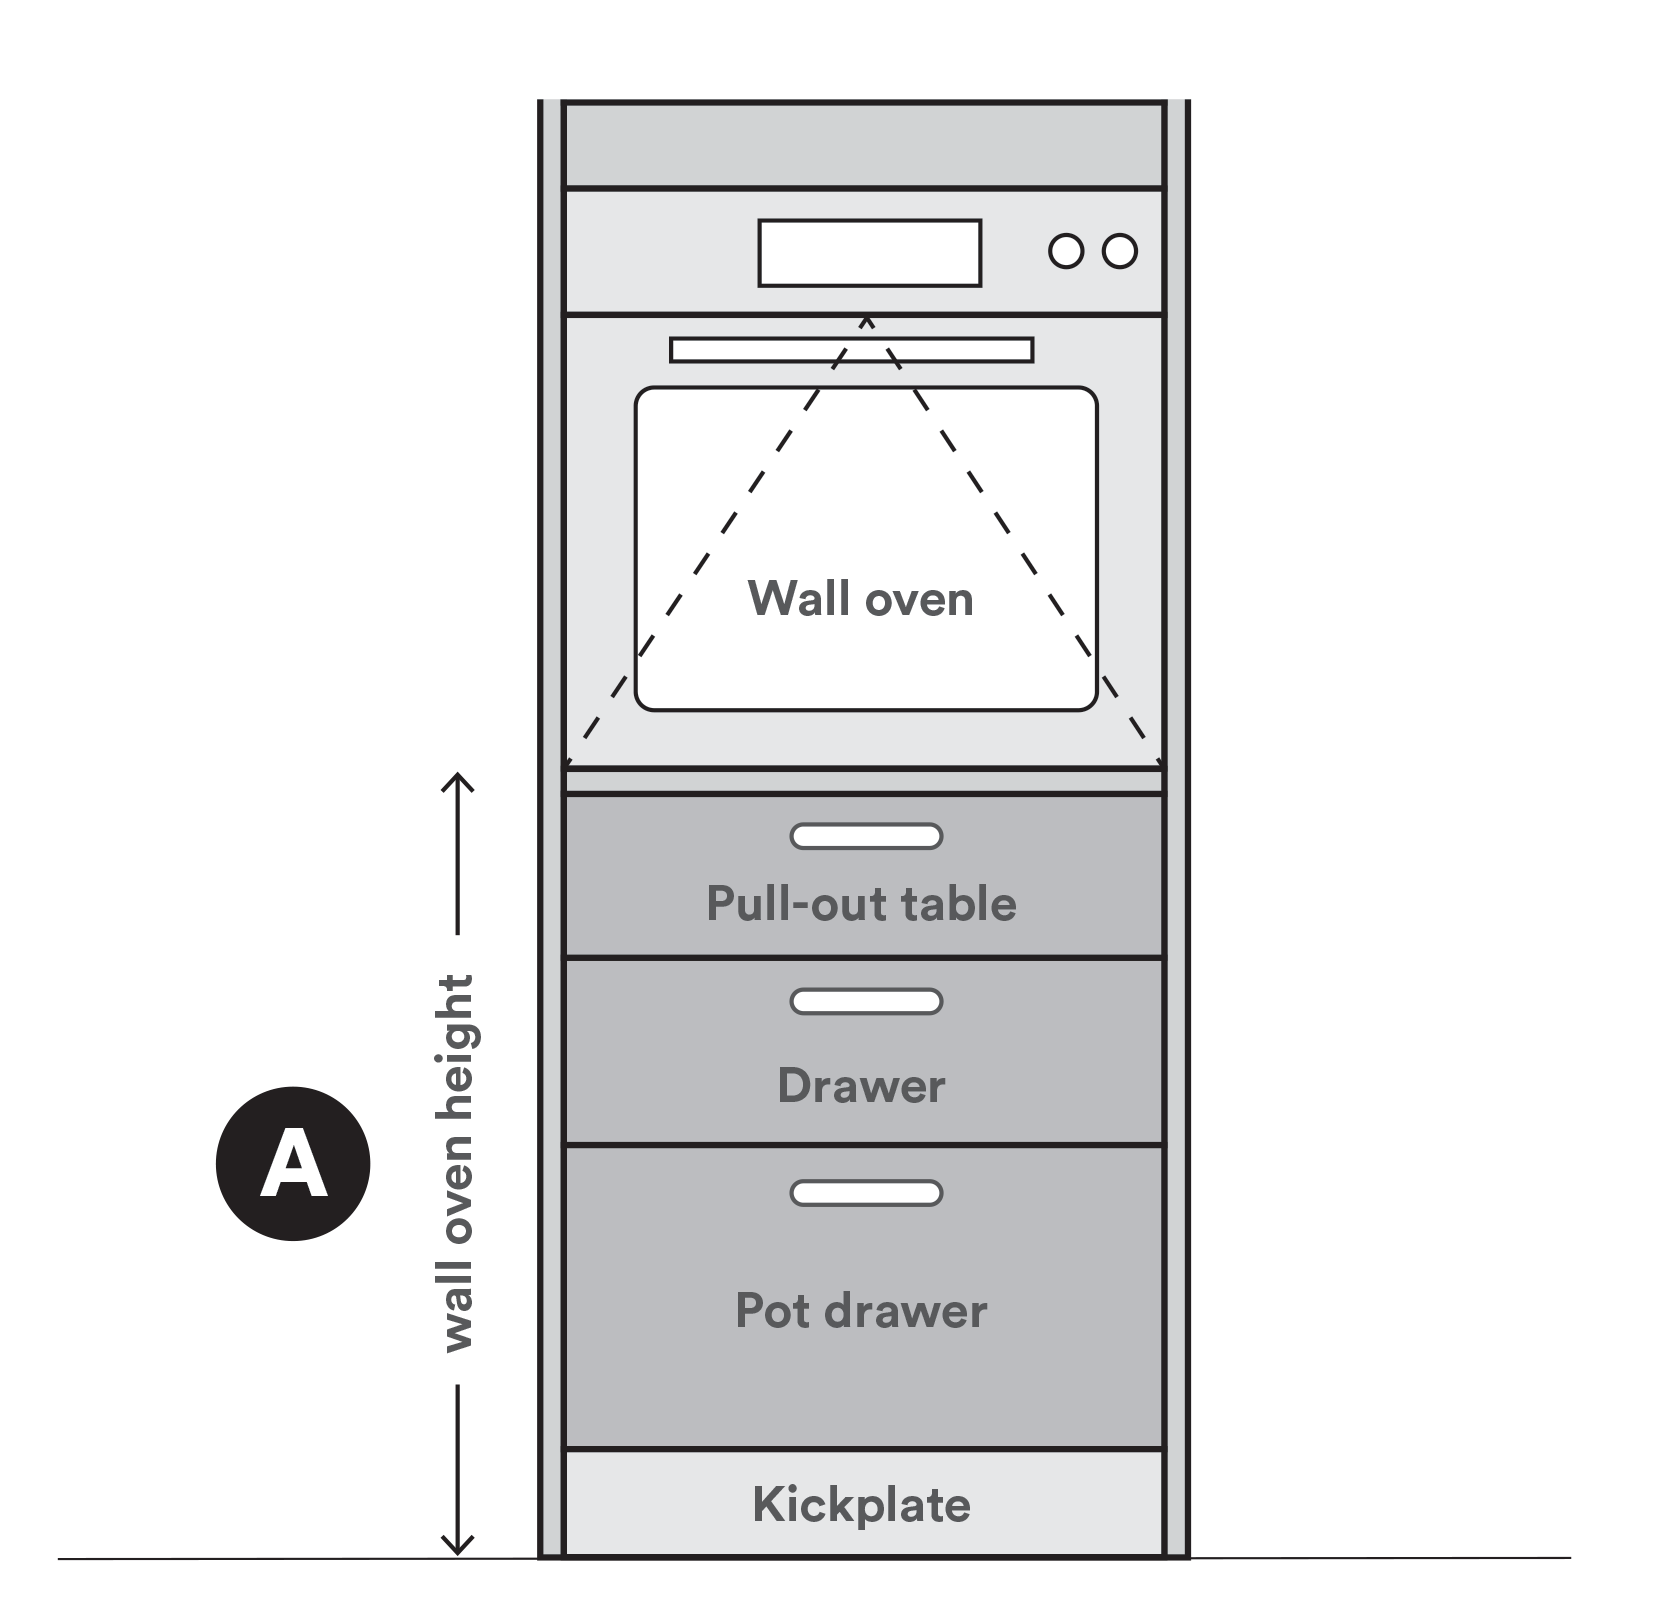 Wall oven
Pull-out table
Drawer
Pot drawer
Kickplate
wall oven height
A